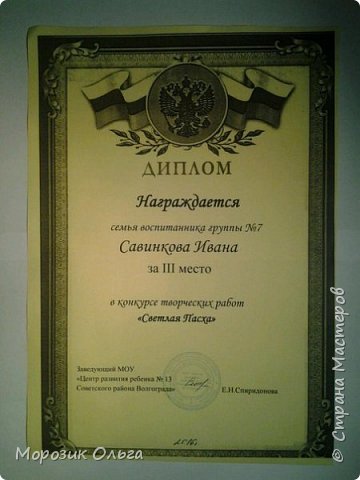 ДИПЛОМ
Награждается
семья воспитанника группы №7
Савинкова Ивана
за III место
в конкурсе творческих работ
«Светлая Пасха»
Заведующий МОУ
«Центр развития ребенка № 13
Советского района Волгограда»
Е.Н.Спиридонова
Морозик Ольга
© Страна Мастеров